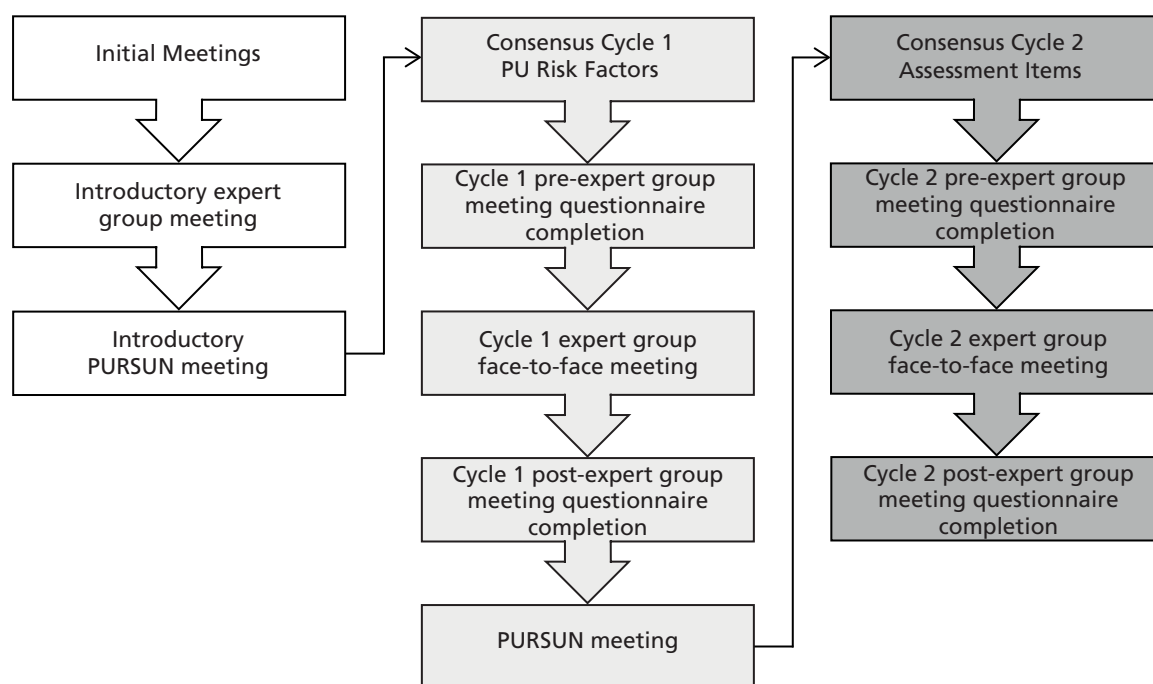 Initial Meetings
Introductory expert
group meeting
Introductory
PURSUN meeting
Consensus Cycle 1
PU Risk Factors
Cycle 1 pre-expert group
meeting questionnaire
completion
Cycle 1 expert group
face-to-face meeting
Cycle 1 post-expert group
meeting questionnaire
completion
PURSUN meeting
Consensus Cycle 2
Assessment Items
Cycle 2 pre-expert group
meeting questionnaire
completion
Cycle 2 expert group
face-to-face meeting
Cycle 2 post-expert group
meeting questionnaire
completion